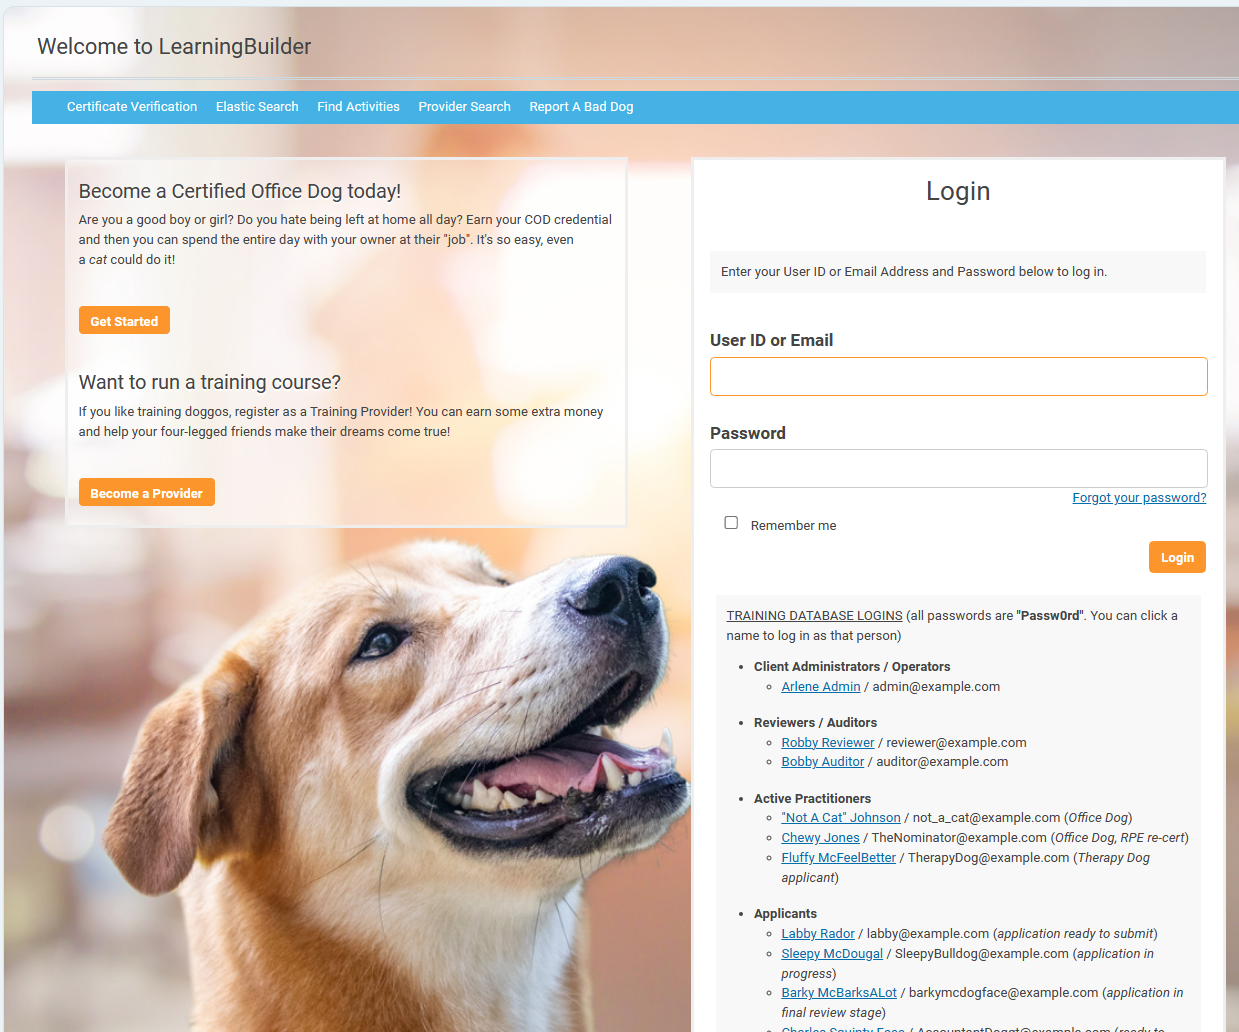 Welcome to LearningBuilder
Certificate Verification Elastic Search Find Activities Provider Search Report A Bad Dog
Become a Certified Office Dog today!
Are you a good boy or girl? Do you hate being left at home all day? Earn your COD credential
and then you can spend the entire day with your owner at their "job". It's so easy, even
a cat could do it!
Get Started
Want to run a training course?
If you like training doggos, register as a Training Provider! You can earn some extra money
and help your four-legged friends make their dreams come true!
Become a Provider
Login
Enter your User ID or Email Address and Password below to log in.
User ID or Email
Password
Forgot your password?
Remember me
Login
TRAINING DATABASE LOGINS (all passwords are "Passw0rd". You can click a
name to log in as that person)
Client Administrators / Operators
Arlene Admin / admin@example.com
Reviewers / Auditors
Robby Reviewer / reviewer@example.com
Bobby Auditor / auditor@example.com
Active Practitioners
"Not A Cat" Johnson / not_a_cat@example.com (Office Dog)
Chewy Jones / TheNominator@example.com (Office Dog, RPE re-cert)
Fluffy McFeelBetter / TherapyDog@example.com (Therapy Dog
applicant)
Applicants
Labby Rador / labby@example.com (application ready to submit)
Sleepy McDougal / SleepyBulldog@example.com (application in
progress)
Barky McBarksALot / barkymcdogface@example.com (application in
final review stage)